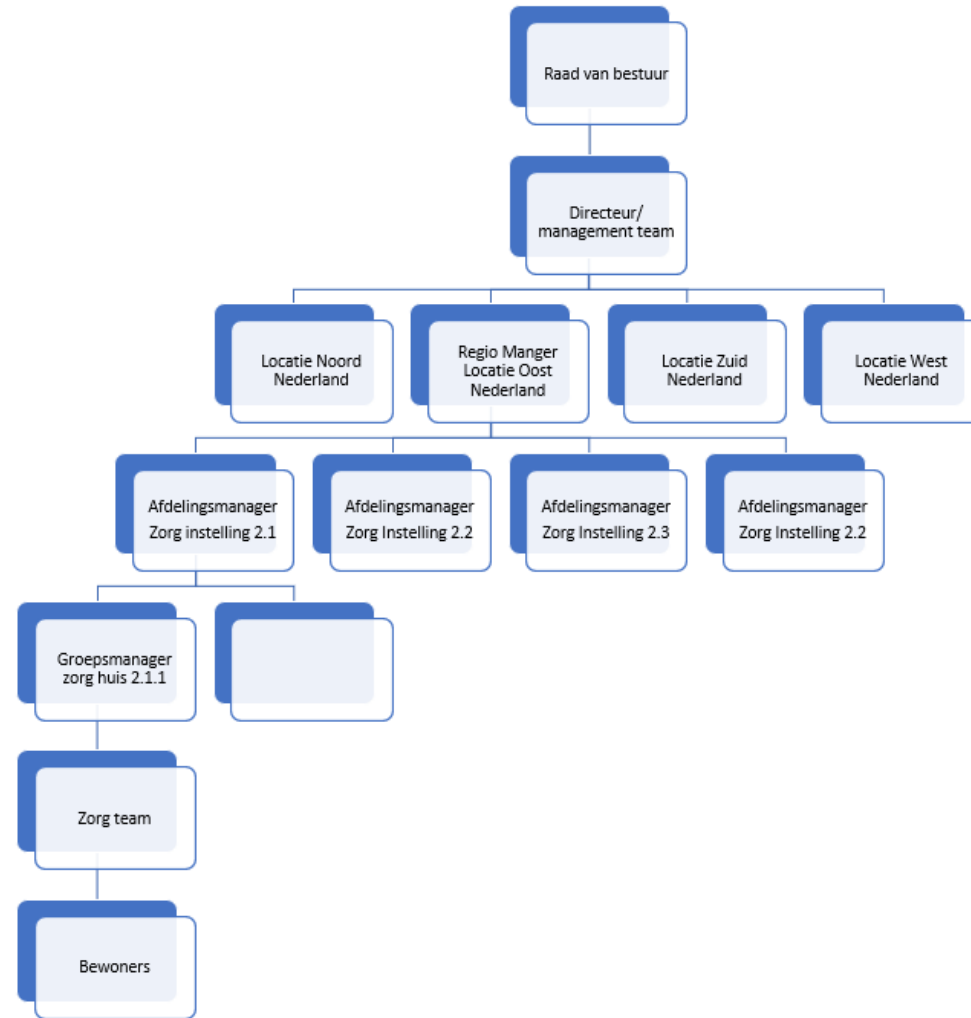 Raad van bestuur
Directeur/
management team
Locatie Noord
Nederland
Regio Manger
Locatie Oost
Nederland
Locatie Zuid
Nederland
Locatie West
Nederland
Afdelingsmanager
Zorg instelling 2.1
Afdelingsmanager
Zorg Instelling 2.2
Afdelingsmanager
Zorg Instelling 2.3
Afdelingsmanager
Zorg Instelling 2.2
Groepsmanager
zorg huis 2.1.1
Zorg team
Bewoners